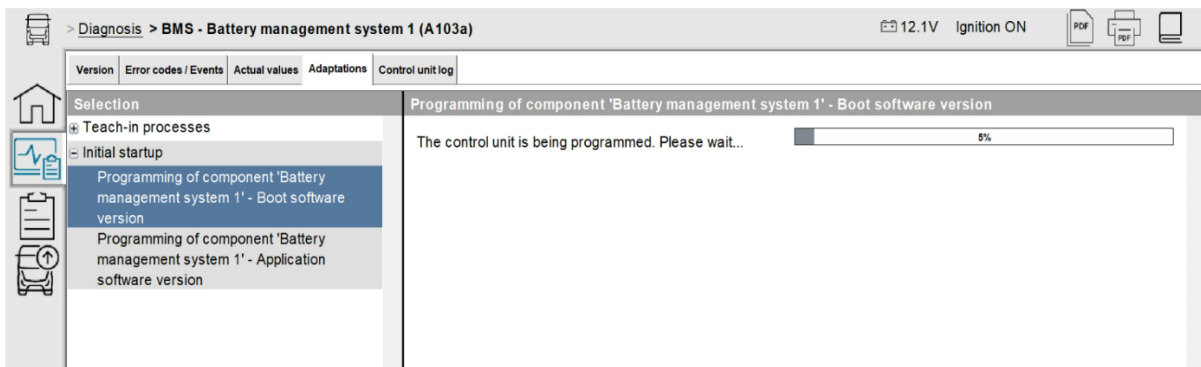 > Diagnosis > BMS - Battery management system 1 (A103a)
12.1V Ignition ON
PDF
PDF
Version Error codes / Events Actual values Adaptations Control unit log
Selection
Teach-in processes
Initial startup
Programming of component 'Battery
management system 1' - Boot software
version
Programming of component 'Battery
management system 1' - Application
software version
Programming of component 'Battery management system 1' - Boot software version
The control unit is being programmed. Please wait...
5%